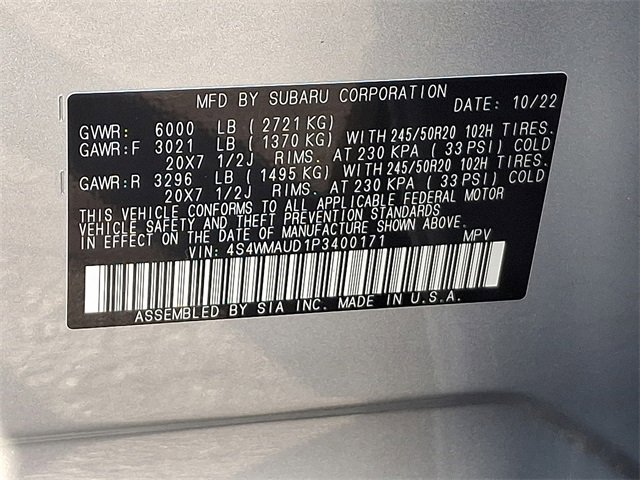 MFD BY SUBARU CORPORATION DATE: 10/22
GVWR: 6000 LB ( 2721 KG)
GAWR:F 3021 LB ( 1370 KG) WITH 245/50R20 102H TIRES.
20X7 1/2J RIMS. AT 230 KPA ( 33 PSI) COLD
GAWR:R 3296 LB ( 1495 KG) WITH 245/50R20 102H TIRES.
20X7 1/2J RIMS. AT 230 KPA ( 33 PSI) COLD
THIS VEHICLE CONFORMS TO ALL APPLICABLE FEDERAL MOTOR
VEHICLE SAFETY AND THEFT PREVENTION STANDARDS
IN EFFECT ON THE DATE OF MANUFACTURE SHOWN ABOVE.
VIN: 4S4WMAUD1P3400171 MPV
ASSEMBLED BY SIA INC. MADE IN U.S.A.